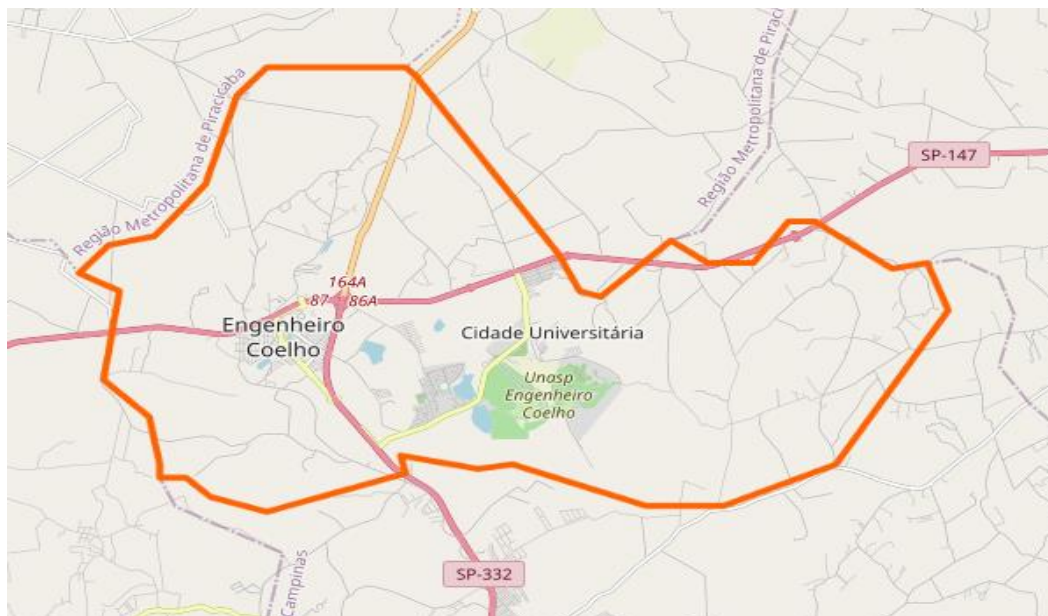 Região Metropolitana de Piracicaba
Região Metropolitana de Piraci
SP-147
164A
87
86A
Engenheiro
Coelho
Cidade Universitária
Unasp
Engenheiro
Coelho
SP-332
Campinas